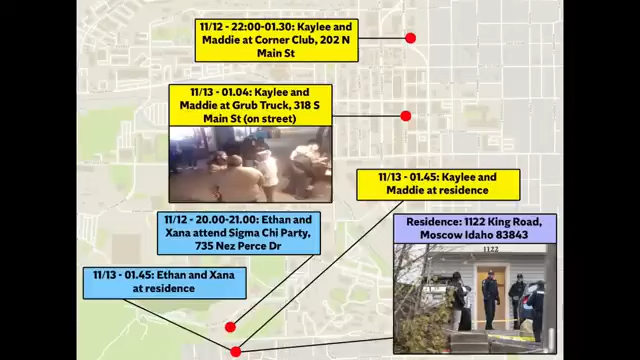 11/12 - 22:00-01.30: Kaylee and
Maddie at Corner Club, 202 N
Main St
11/13 - 01.04: Kaylee and
Maddie at Grub Truck, 318 S
Main St (on street)
11/13 - 01.45: Kaylee and
Maddie at residence
11/12 - 20.00-21.00: Ethan and
Xana attend Sigma Chi Party,
735 Nez Perce Dr
Residence: 1122 King Road,
Moscow Idaho 83843
1122
11/13 - 01.45: Ethan and Xana
at residence